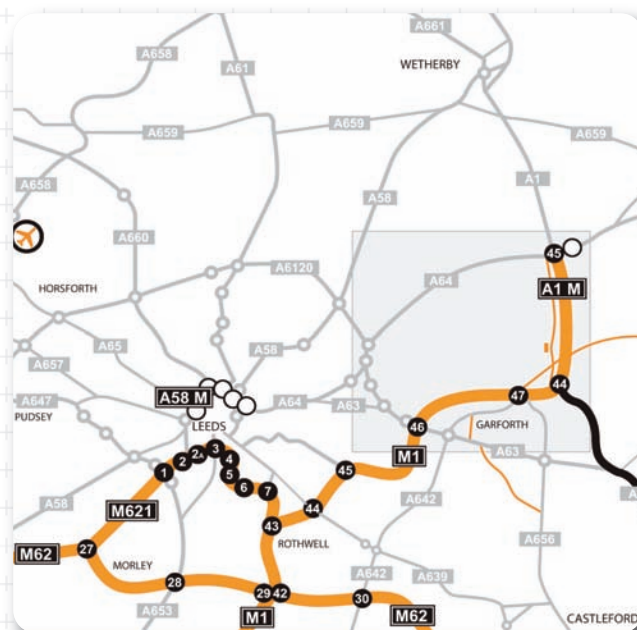 A661
A658
WETHERBY
A61
A659
A659
A659
A658
A1
A58
A660
45
A6120
A64
A1 M
HORSFORTH
A65
A58
A657
44
A58 M
A64
A63
47
A647
PUDSEY
LEEDS
46
GARFORTH
3
M1
A63
2A
2
4
1
45
5
6
7
A642
A58
M621
44
43
A656
ROTHWELL
M62
27
MORLEY
A642
A639
28
29
42
30
A653
M1
M62
CASTLEFORD